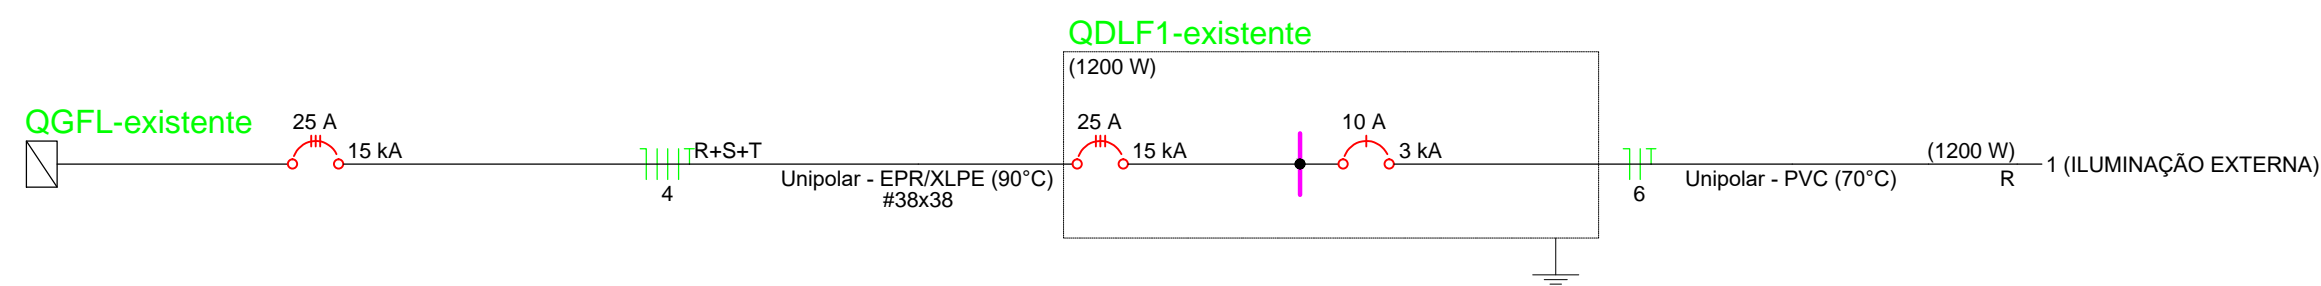 QDLF1-existente
(1200 W)
QGFL-existente
25 A
15 kA
R+S+T
4
Unipolar - EPR/XLPE (90°C)
#38x38
25 A
15 kA
10 A
3 kA
6
Unipolar - PVC (70°C)
(1200 W)
R
1 (ILUMINAÇÃO EXTERNA)